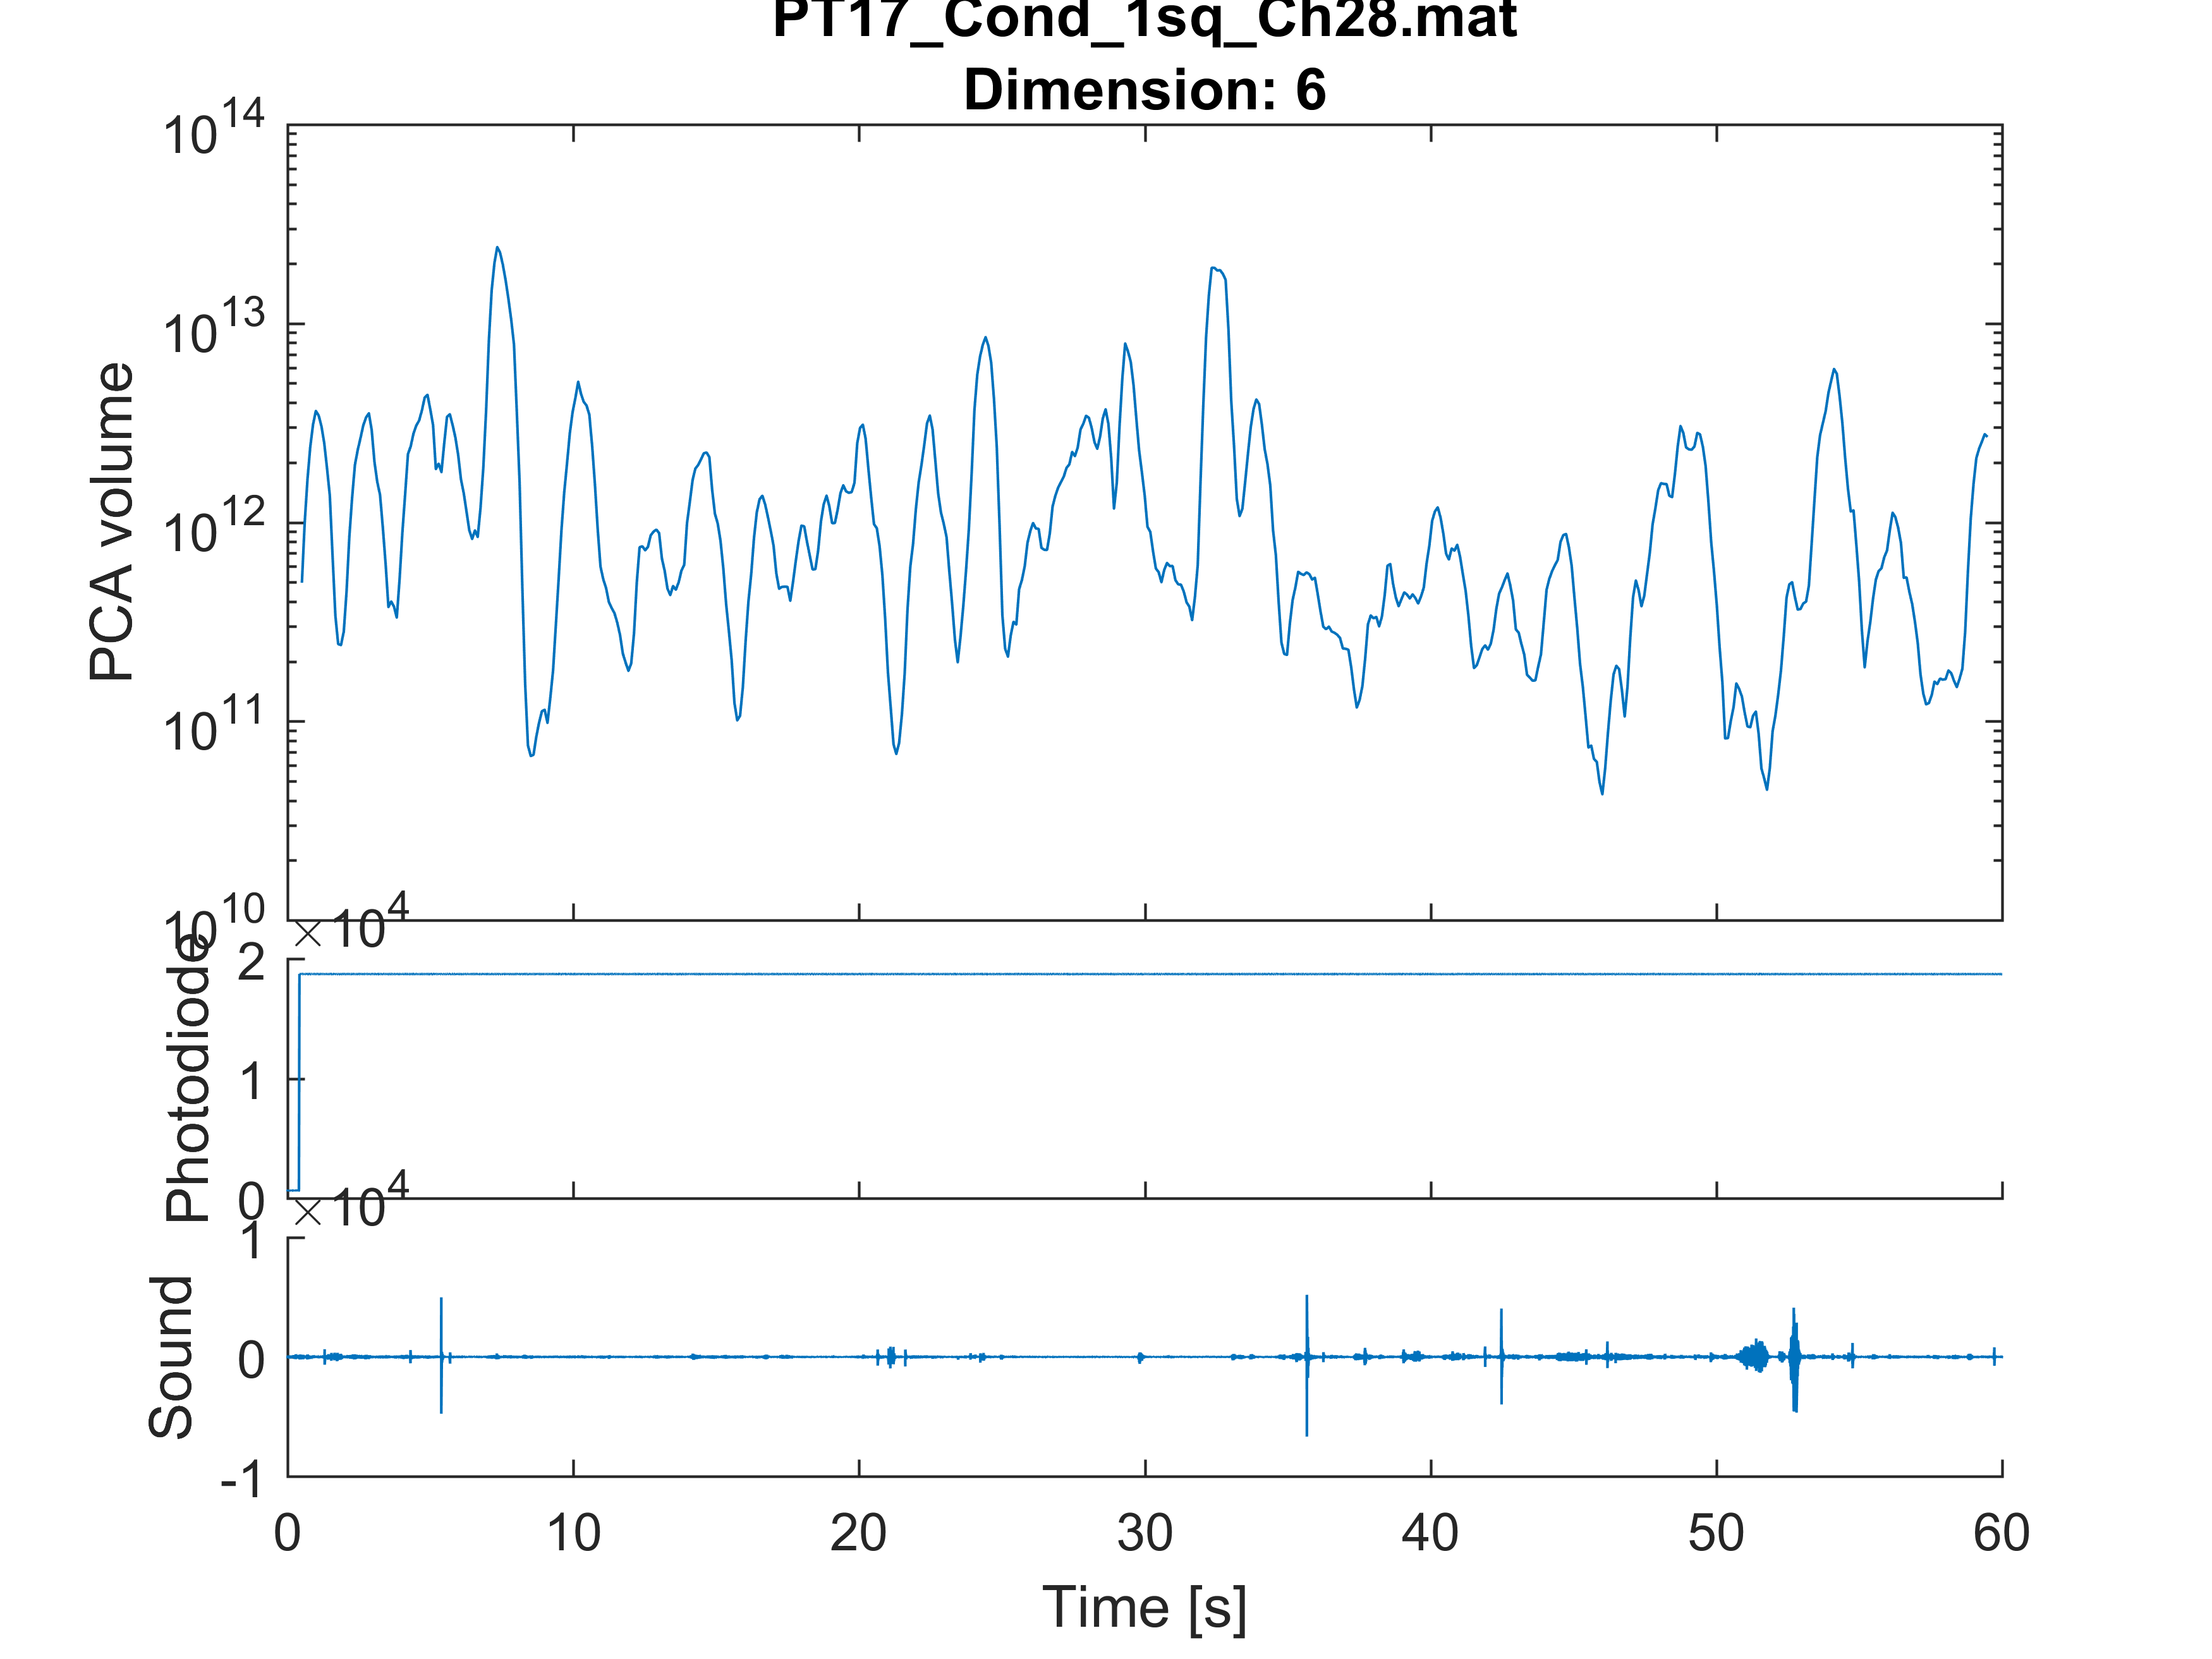 PT17_Cond_1sq_Ch28.mat
Dimension: 6
10^14
10^13
10^12
10^11
10^10
PCA volume
× 10^4
2
1
0
Photodiode
× 10^4
1
0
-1
Sound
0 10 20 30 40 50 60
Time [s]